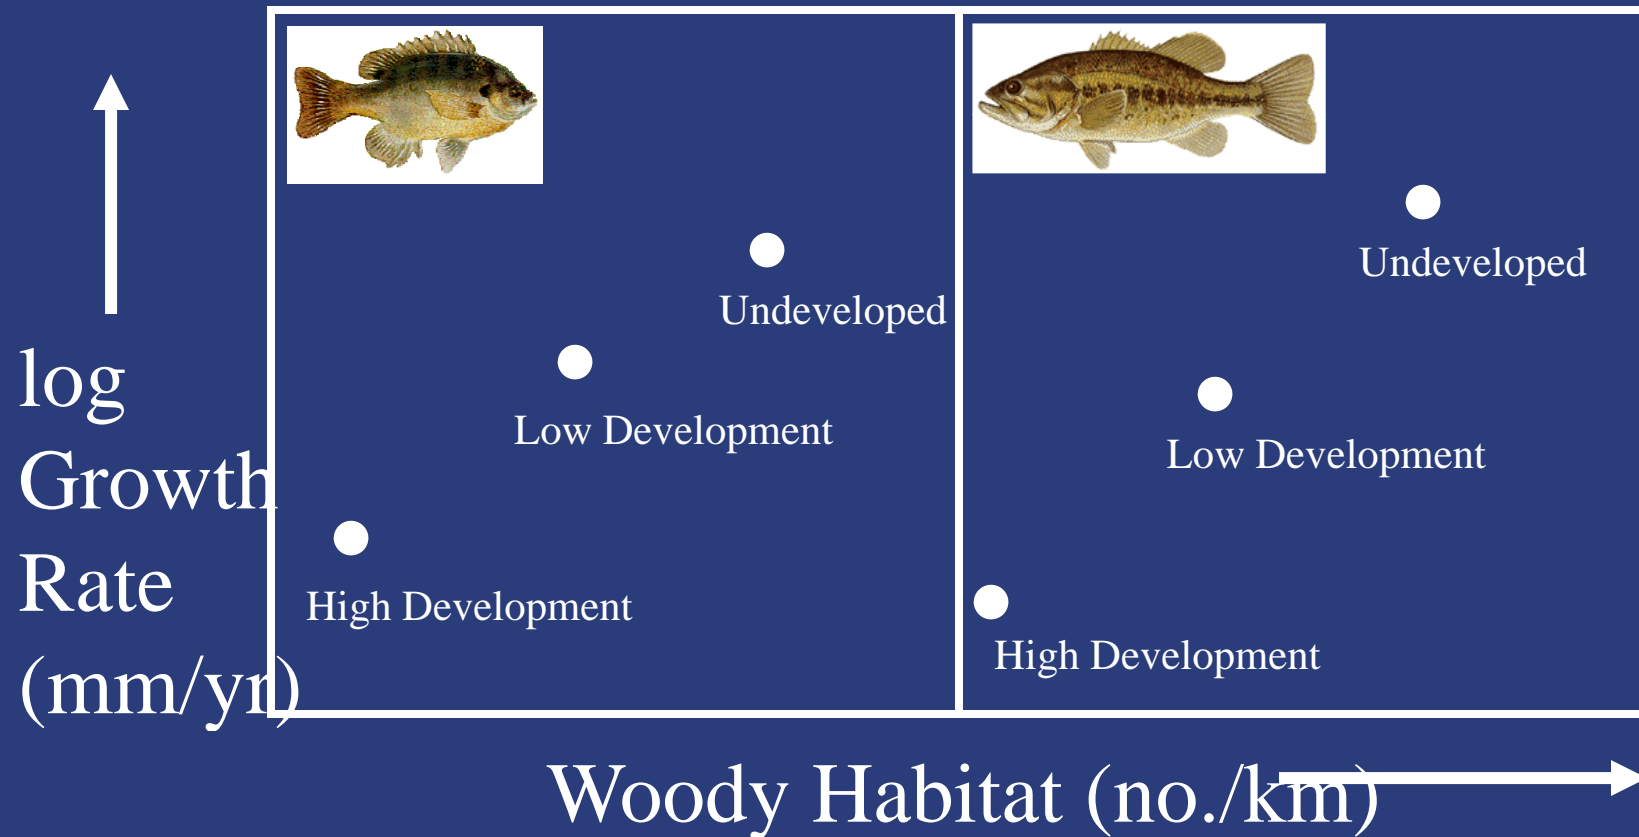 Undeveloped
Low Development
High Development
Undeveloped
Low Development
High Development
log
Growth
Rate
(mm/yr)
Woody Habitat (no./km)